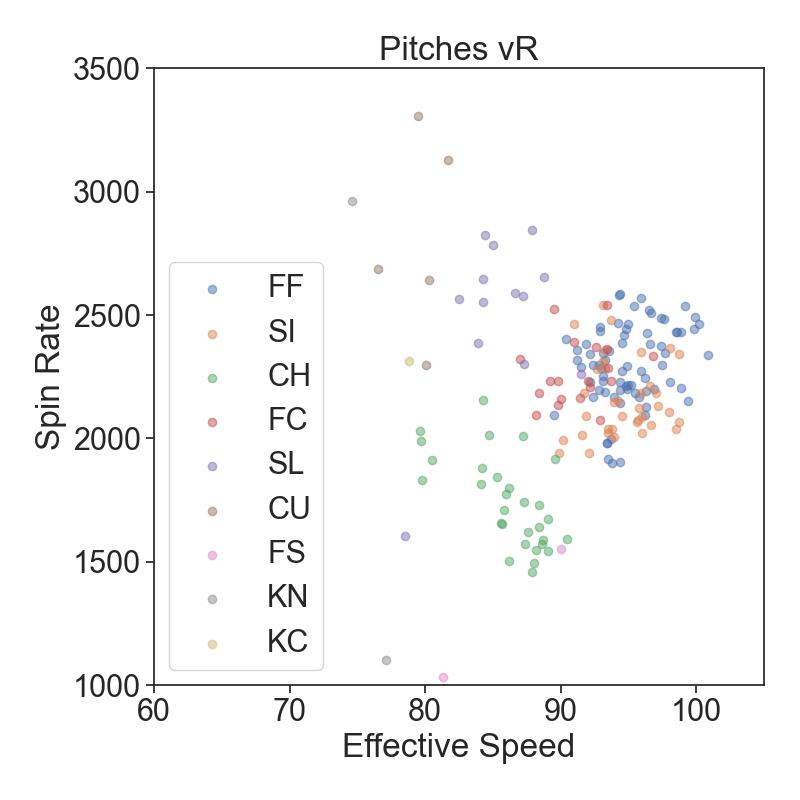 Pitches vR
3500
3000
2500
2000
1500
1000
Spin Rate
FF
SI
CH
FC
SL
CU
FS
KN
KC
60 70 80 90 100
Effective Speed